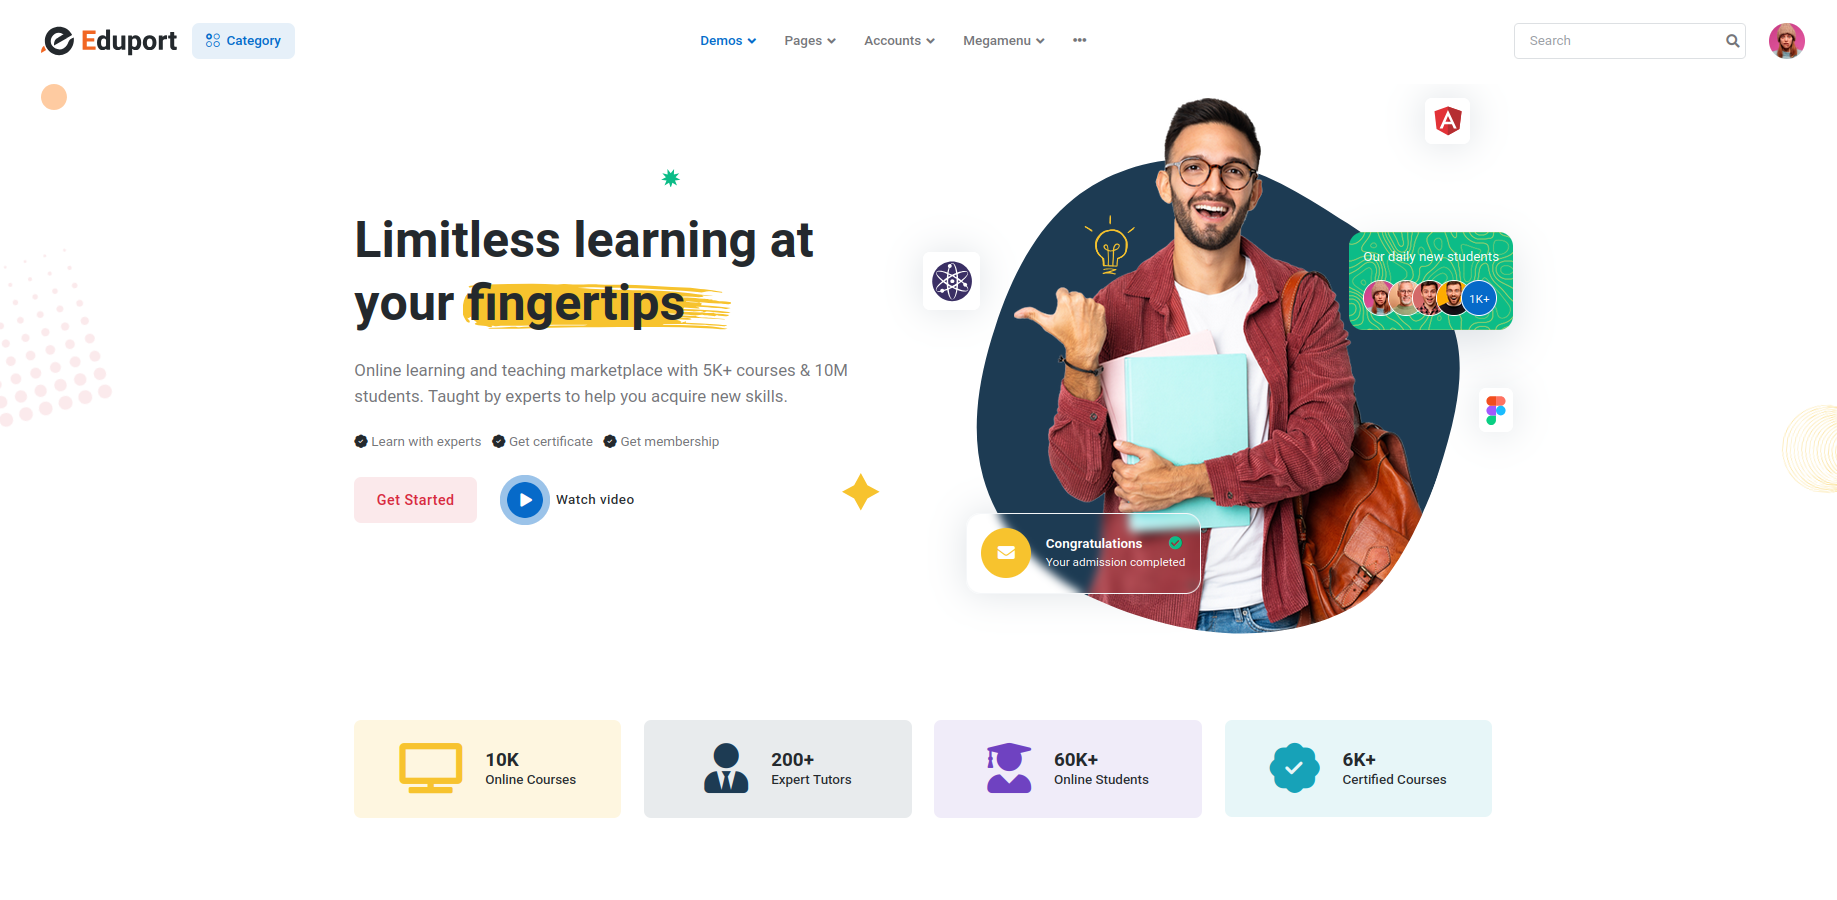 Eduport
Category
Demos
Pages
Accounts
Megamenu
Search
Limitless learning at
your fingertips
Online learning and teaching marketplace with 5K+ courses & 10M
students. Taught by experts to help you acquire new skills.
Learn with experts
Get certificate
Get membership
Get Started
Watch video
Our daily new students
1K+
Congratulations
Your admission completed
10K
Online Courses
200+
Expert Tutors
60K+
Online Students
6K+
Certified Courses